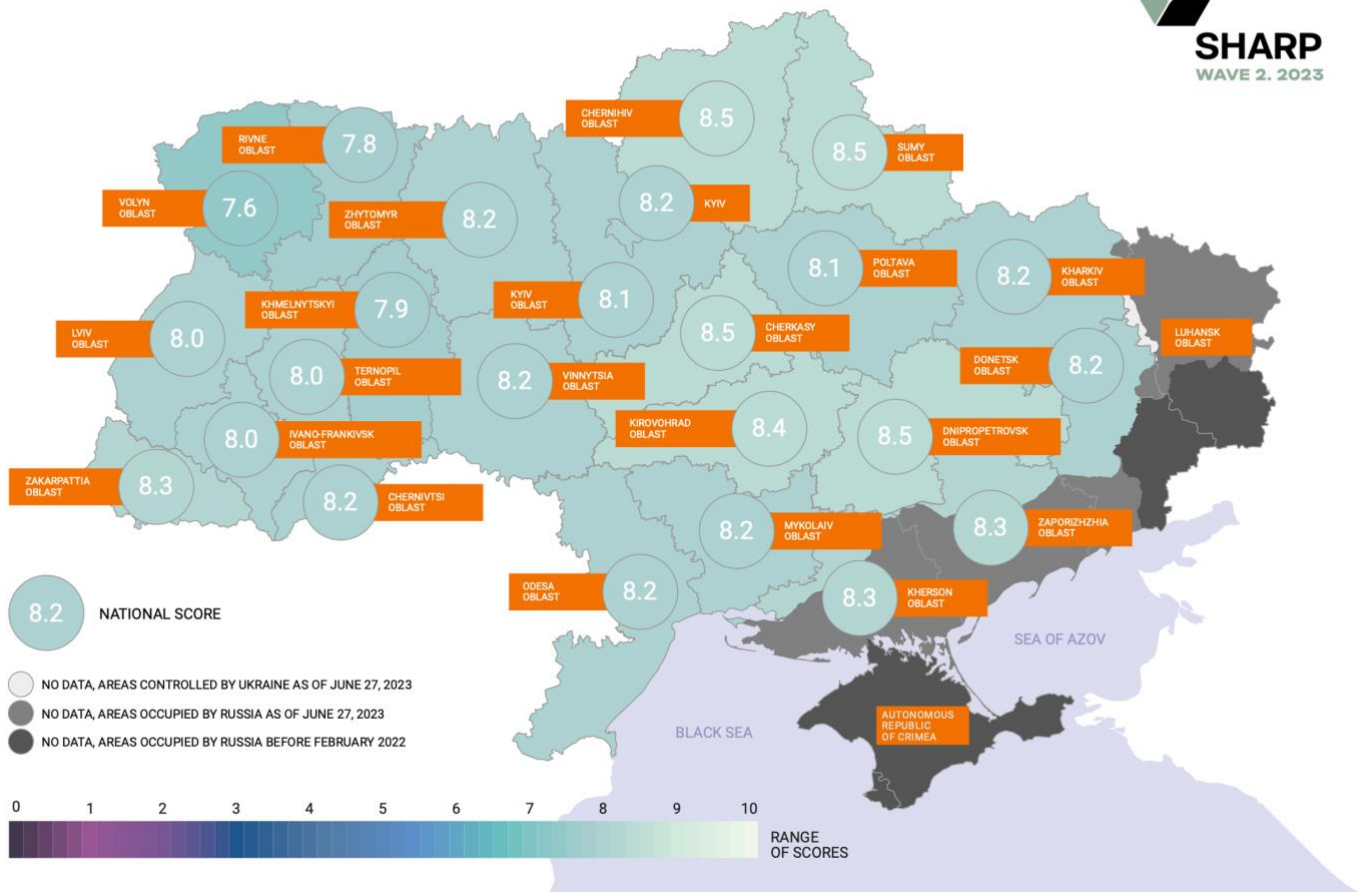 SHARP
WAVE 2. 2023
CHERNIHIV
OBLAST
8.5
RIVNE
OBLAST
7.8
8.5
SUMY
OBLAST
VOLYN
OBLAST
7.6
ZHYTOMYR
OBLAST
8.2
8.2
KYIV
8.1
POLTAVA
OBLAST
8.2
KHARKIV
OBLAST
KHMELNYTSKYI
OBLAST
7.9
KYIV
OBLAST
8.1
LVIV
OBLAST
8.0
8.5
CHERKASY
OBLAST
LUHANSK
OBLAST
8.0
TERNOPIL
OBLAST
8.2
VINNYTSIA
OBLAST
DONETSK
OBLAST
8.2
8.0
IVANO-FRANKIVSK
OBLAST
KIROVOHRAD
OBLAST
8.4
8.5
DNIPROPETROVSK
OBLAST
ZAKARPATTIA
OBLAST
8.3
8.2
CHERNIVTSI
OBLAST
8.2
MYKOLAIV
OBLAST
8.3
ZAPORIZHZHIA
OBLAST
ODESA
OBLAST
8.2
8.3
KHERSON
OBLAST
8.2
NATIONAL SCORE
SEA OF AZOV
NO DATA, AREAS CONTROLLED BY UKRAINE AS OF JUNE 27, 2023
NO DATA, AREAS OCCUPIED BY RUSSIA AS OF JUNE 27, 2023
NO DATA, AREAS OCCUPIED BY RUSSIA BEFORE FEBRUARY 2022
BLACK SEA
AUTONOMOUS
REPUBLIC
OF CRIMEA
0 1 2 3 4 5 6 7 8 9 10
RANGE
OF SCORES